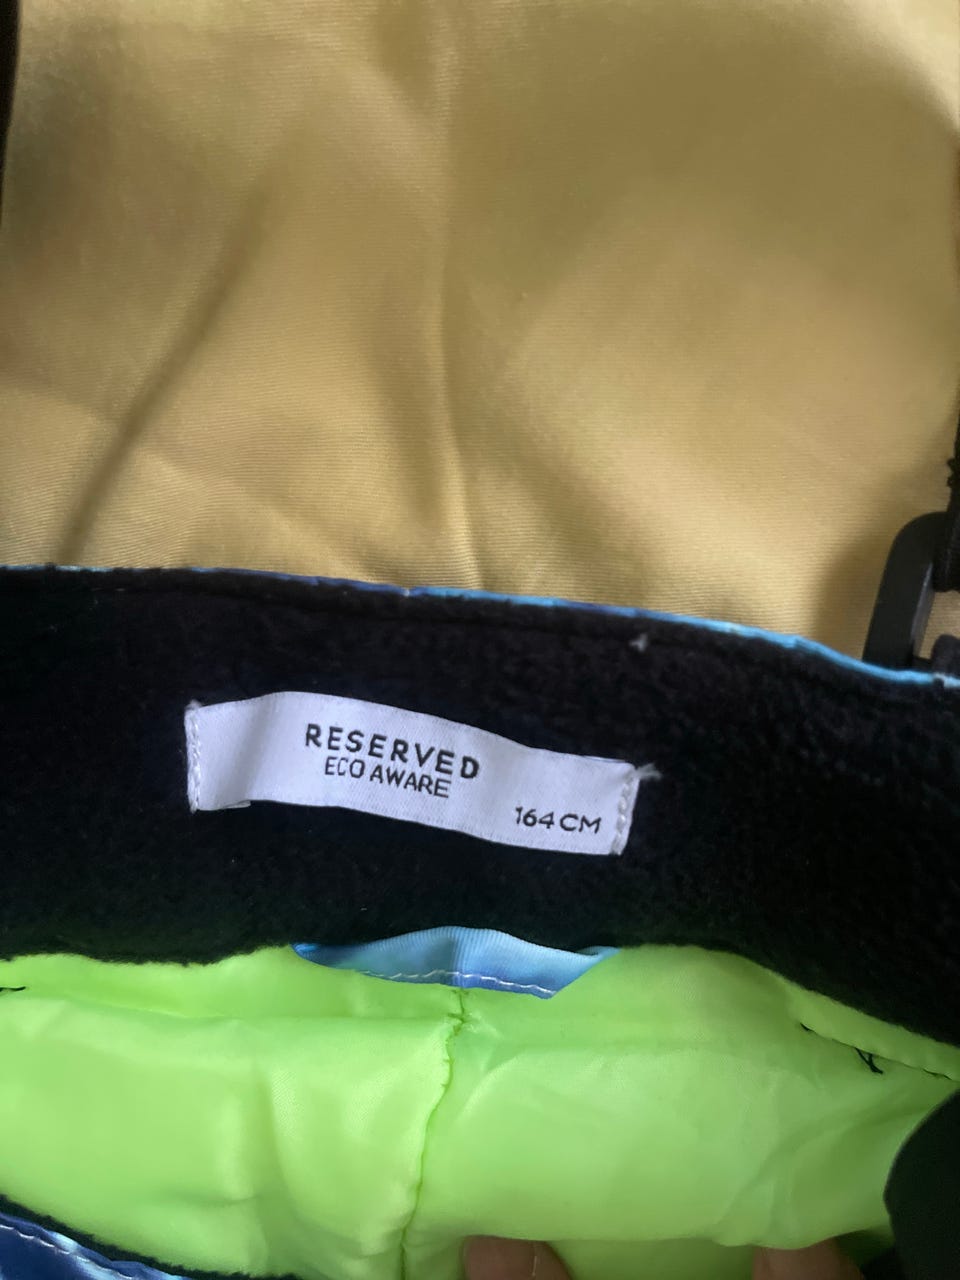 RESERVED
ECO AWARE
164 CM